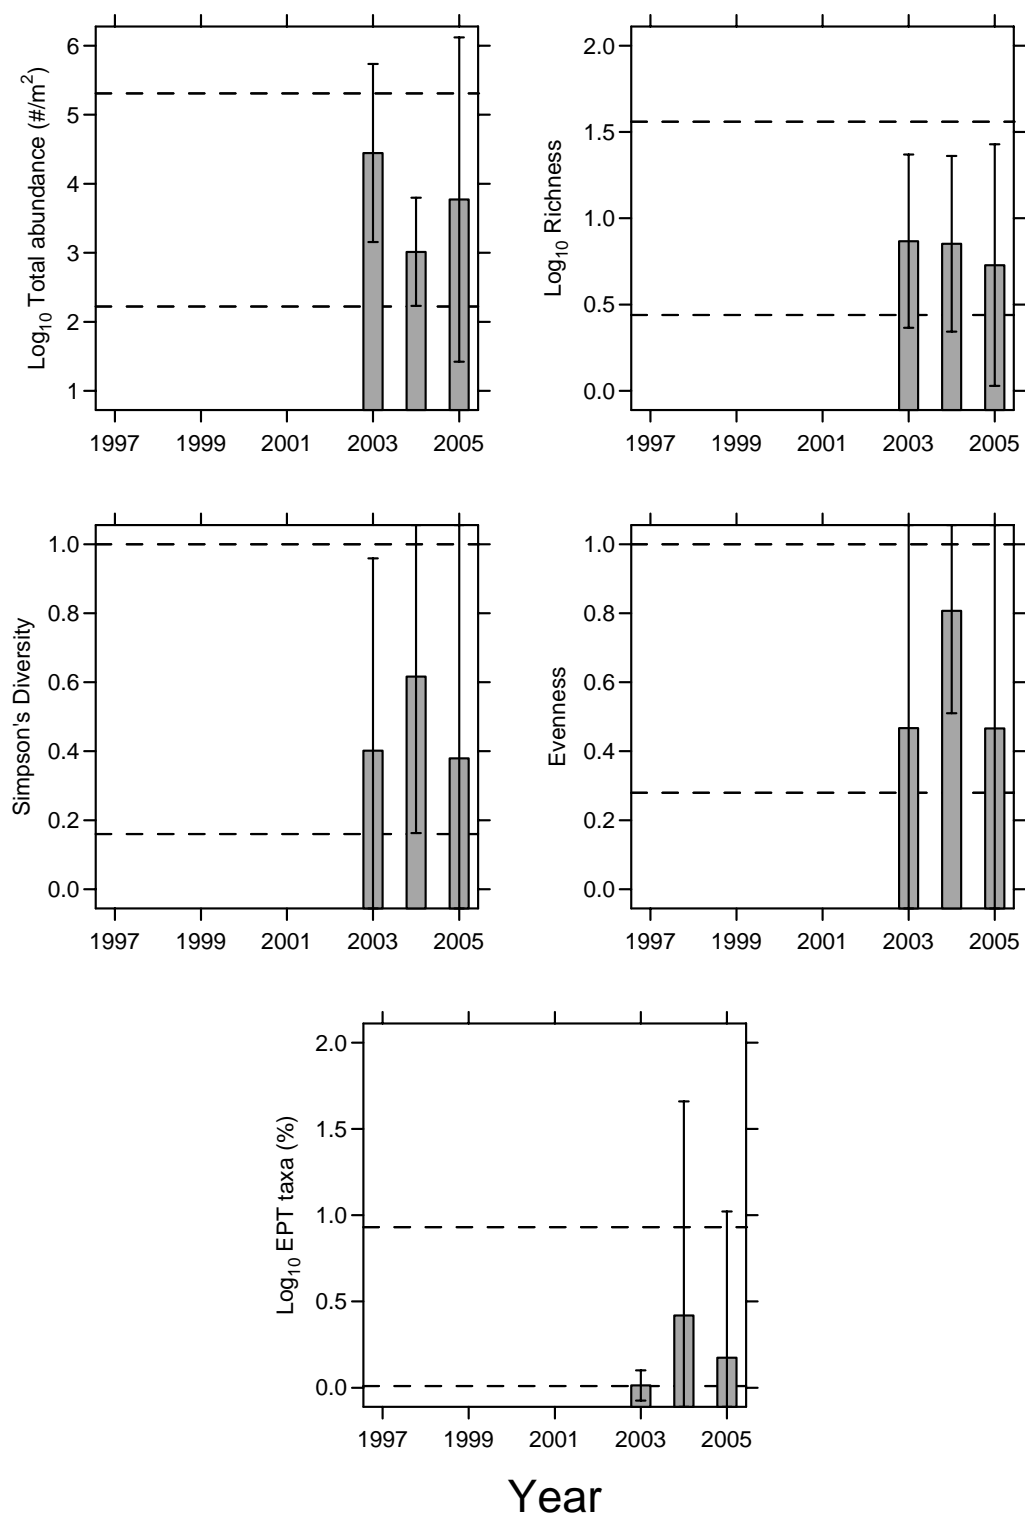 Log10 Total abundance (#/m2)
6
5
4
3
2
1
1997 1999 2001 2003 2005
Log10 Richness
2.0
1.5
1.0
0.5
0.0
1997 1999 2001 2003 2005
Simpson's Diversity
1.0
0.8
0.6
0.4
0.2
0.0
1997 1999 2001 2003 2005
Evenness
1.0
0.8
0.6
0.4
0.2
0.0
1997 1999 2001 2003 2005
Log10 EPT taxa (%)
2.0
1.5
1.0
0.5
0.0
1997 1999 2001 2003 2005
Year